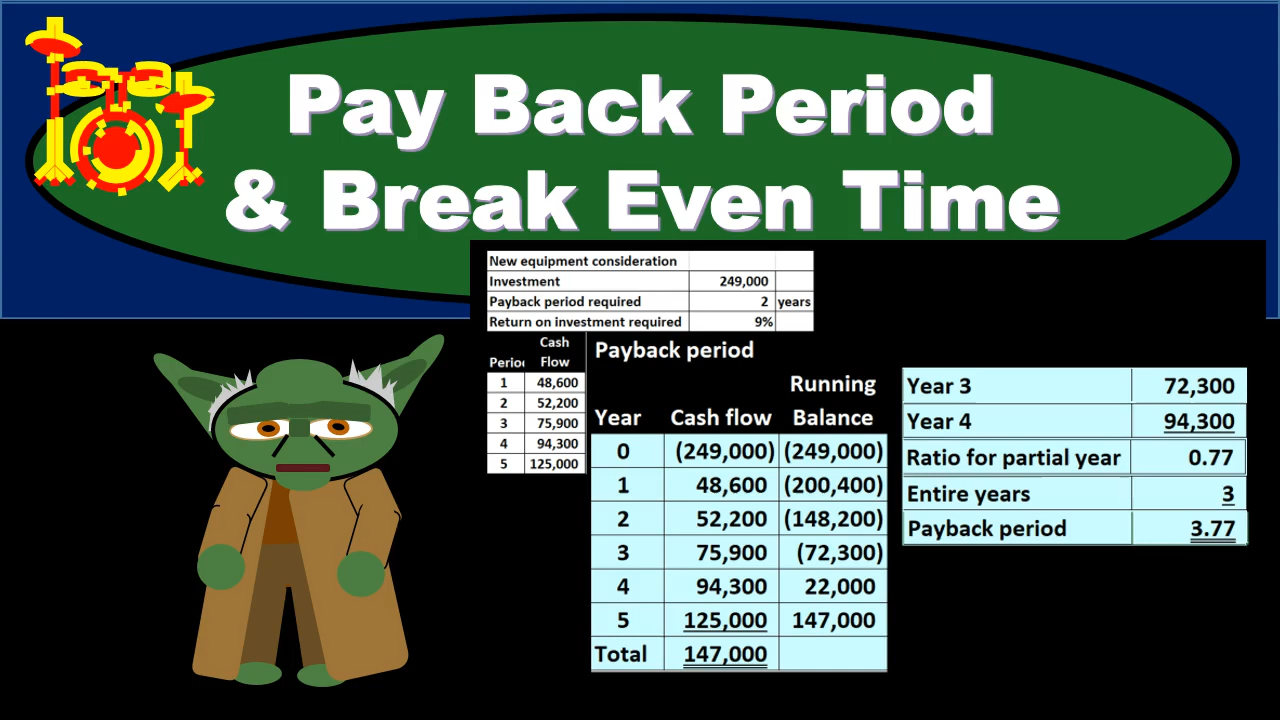 Pay Back Period
& Break Even Time
New equipment consideration
Investment 249,000
Payback period required 2 years
Return on investment required 9%
Cash
Period Flow
1 48,600
2 52,200
3 75,900
4 94,300
5 125,000
Payback period
Running
Year Cash flow Balance
0 (249,000) (249,000)
1 48,600 (200,400)
2 52,200 (148,200)
3 75,900 (72,300)
4 94,300 22,000
5 125,000 147,000
Total 147,000
Year 3 72,300
Year 4 94,300
Ratio for partial year 0.77
Entire years 3
Payback period 3.77